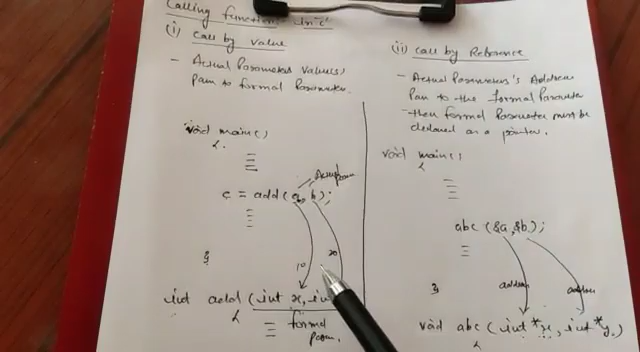 Calling Function in 'C'
(i) Call by Value
- Actual Parameters values
Pass to formal Parameter.
void main()
{
Actual param
c = add(a, b);
10
20
}
int add (int x, in
{
formal
param.
(ii) Call by Reference
- Actual Parameter's Address
Pass to the formal Parameter
- then formal Parameter must be
declared as a pointer.
void main()
{
abc (&a, &b);
address
address
}
void abc (int *x, int *y)
{